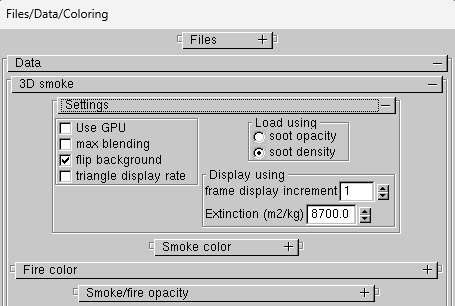 Files/Data/Coloring
Files +
Data −
3D smoke −
Settings −
Use GPU
max blending
flip background
triangle display rate
Load using
soot opacity
soot density
Display using
frame display increment 1
Extinction (m2/kg) 8700.0
Smoke color +
Fire color +
Smoke/fire opacity +